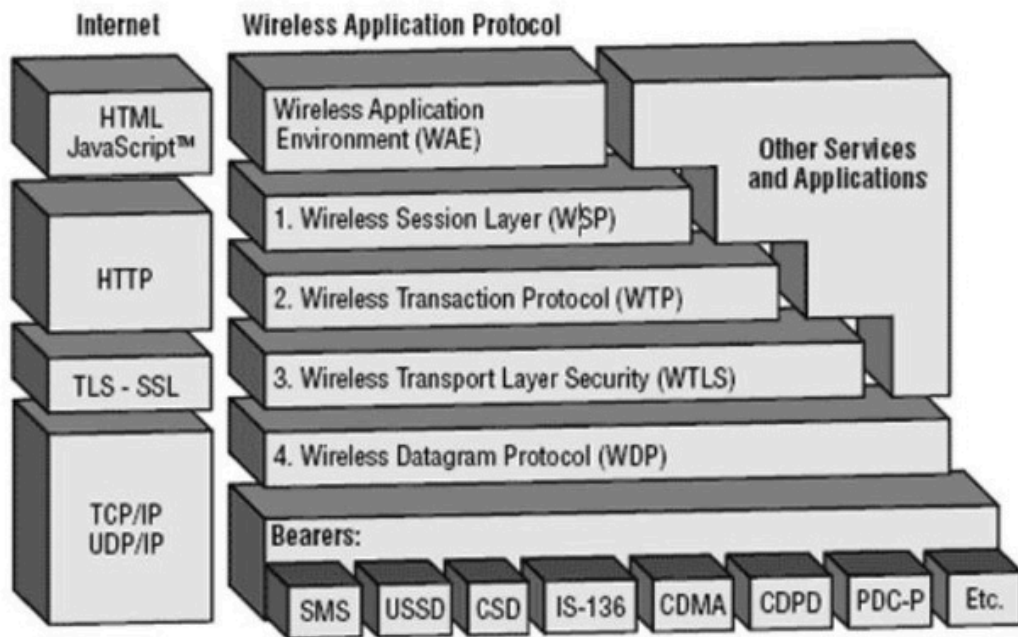 Internet
Wireless Application Protocol
HTML
JavaScript™
HTTP
TLS - SSL
TCP/IP
UDP/IP
Wireless Application
Environment (WAE)
1. Wireless Session Layer (WSP)
2. Wireless Transaction Protocol (WTP)
3. Wireless Transport Layer Security (WTLS)
4. Wireless Datagram Protocol (WDP)
Other Services
and Applications
Bearers:
SMS
USSD
CSD
IS-136
CDMA
CDPD
PDC-P
Etc.